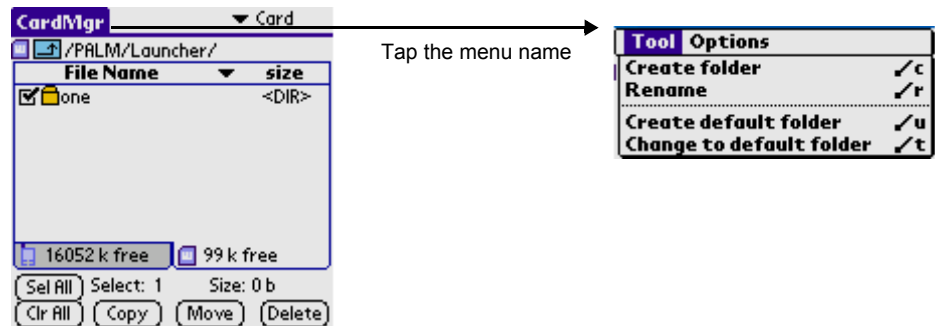 CardMgr Card
/PALM/Launcher/
File Name size
one <DIR>
16052 k free 99 k free
Sel All Select: 1 Size: 0 b
Clr All Copy Move Delete
Tap the menu name
Tool Options
Create folder /c
Rename /r
Create default folder /u
Change to default folder /t